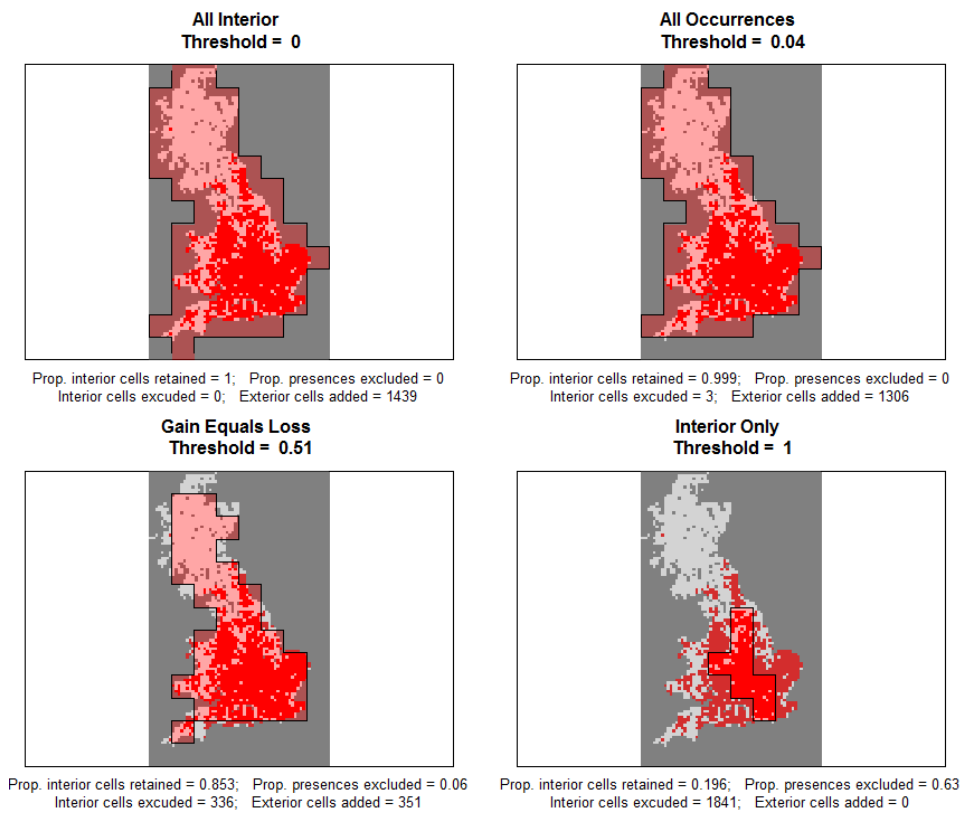 All Interior
Threshold = 0
Prop. interior cells retained = 1; Prop. presences excluded = 0
Interior cells excuded = 0; Exterior cells added = 1439
All Occurrences
Threshold = 0.04
Prop. interior cells retained = 0.999; Prop. presences excluded = 0
Interior cells excuded = 3; Exterior cells added = 1306
Gain Equals Loss
Threshold = 0.51
Prop. interior cells retained = 0.853; Prop. presences excluded = 0.06
Interior cells excuded = 336; Exterior cells added = 351
Interior Only
Threshold = 1
Prop. interior cells retained = 0.196; Prop. presences excluded = 0.63
Interior cells excuded = 1841; Exterior cells added = 0